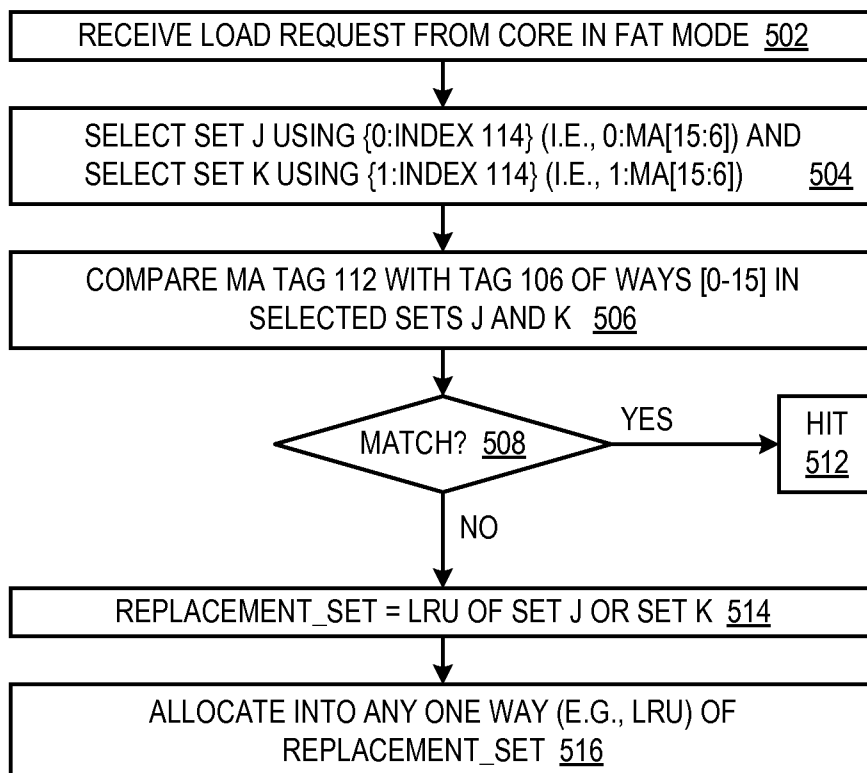 RECEIVE LOAD REQUEST FROM CORE IN FAT MODE 502
SELECT SET J USING {0:INDEX 114} (I.E., 0:MA[15:6]) AND
SELECT SET K USING {1:INDEX 114} (I.E., 1:MA[15:6]) 504
COMPARE MA TAG 112 WITH TAG 106 OF WAYS [0-15] IN
SELECTED SETS J AND K 506
MATCH? 508
YES
HIT
512
NO
REPLACEMENT_SET = LRU OF SET J OR SET K 514
ALLOCATE INTO ANY ONE WAY (E.G., LRU) OF
REPLACEMENT_SET 516